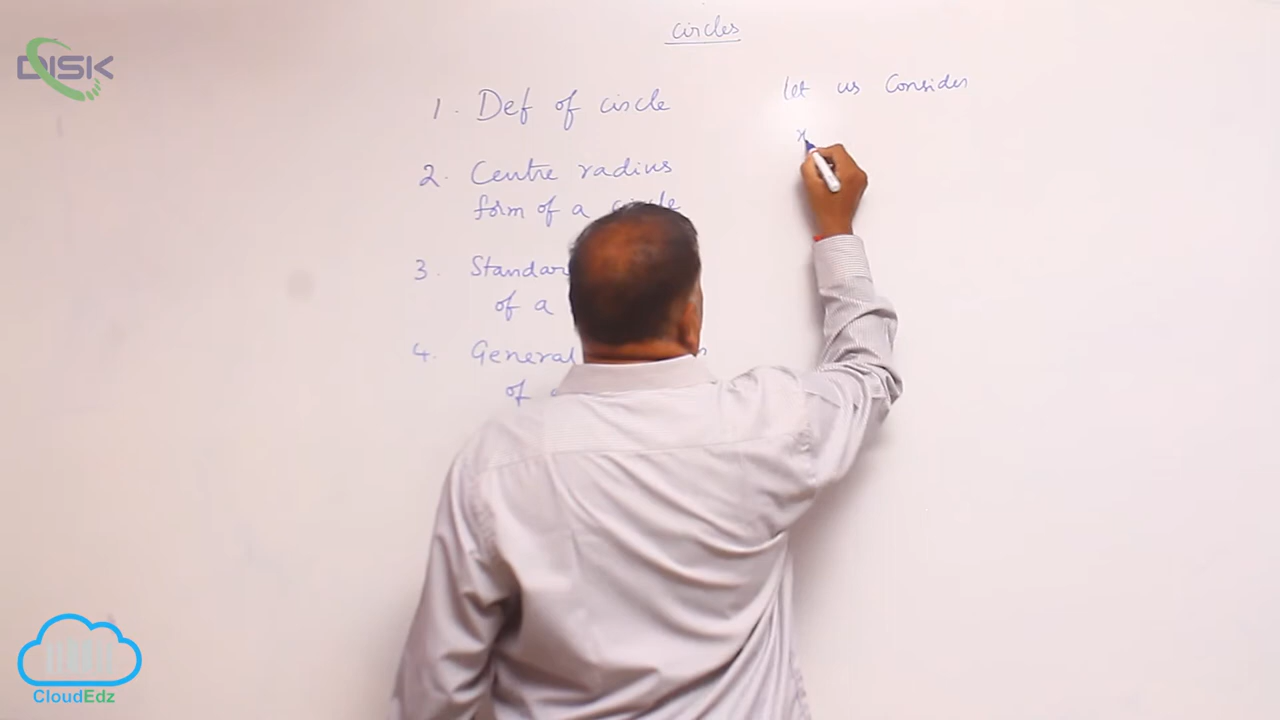 circles
DISK
1. Def of circle
2. Centre radius
form of a circle
3.
of a
4. General
of
Let us Consider
x
CloudEdz